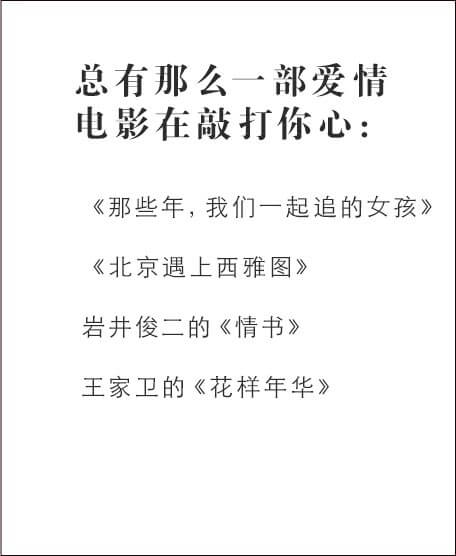 总有那么一部爱情
电影在敲打你心：
《那些年，我们一起追的女孩》
《北京遇上西雅图》
岩井俊二的《情书》
王家卫的《花样年华》